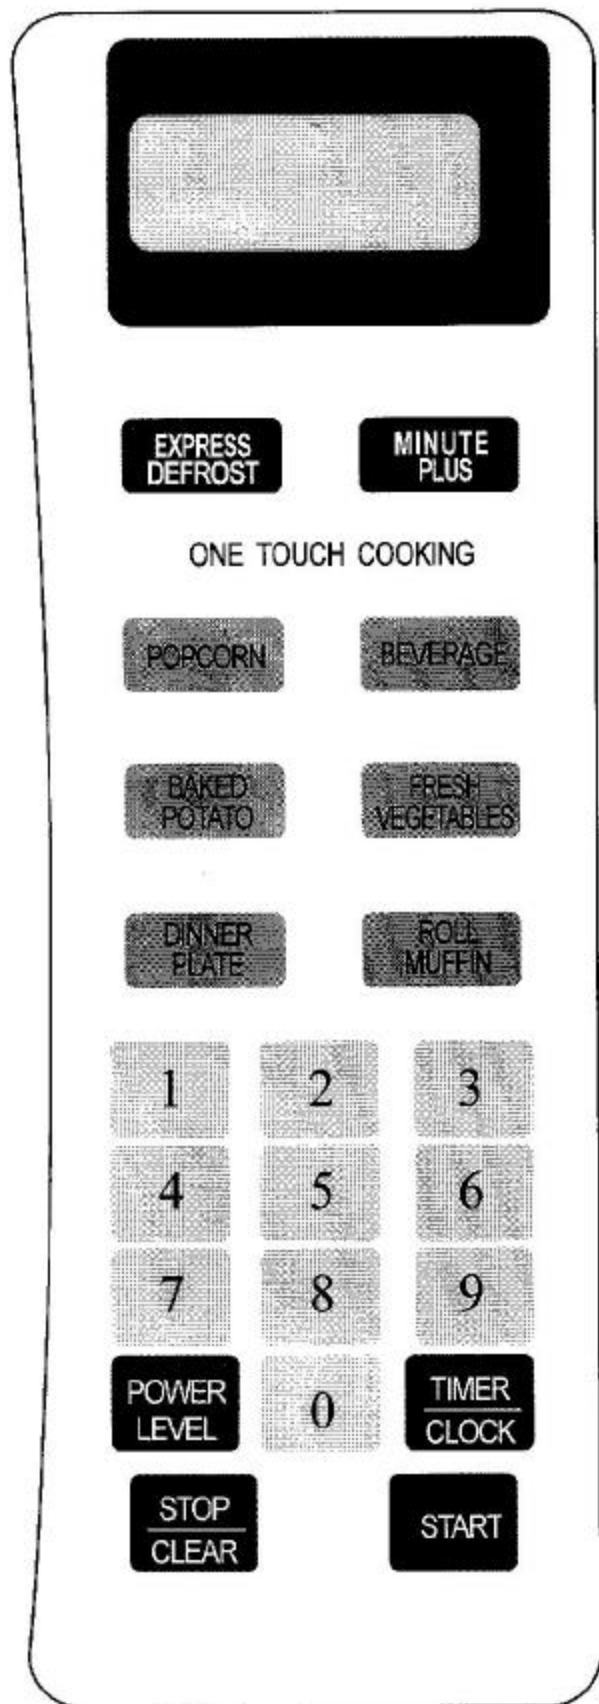 EXPRESS
DEFROST
MINUTE
PLUS
ONE TOUCH COOKING
POPCORN
BEVERAGE
BAKED
POTATO
FRESH
VEGETABLES
DINNER
PLATE
ROLL
MUFFIN
1 2 3
4 5 6
7 8 9
POWER
LEVEL
0
TIMER
CLOCK
STOP
CLEAR
START